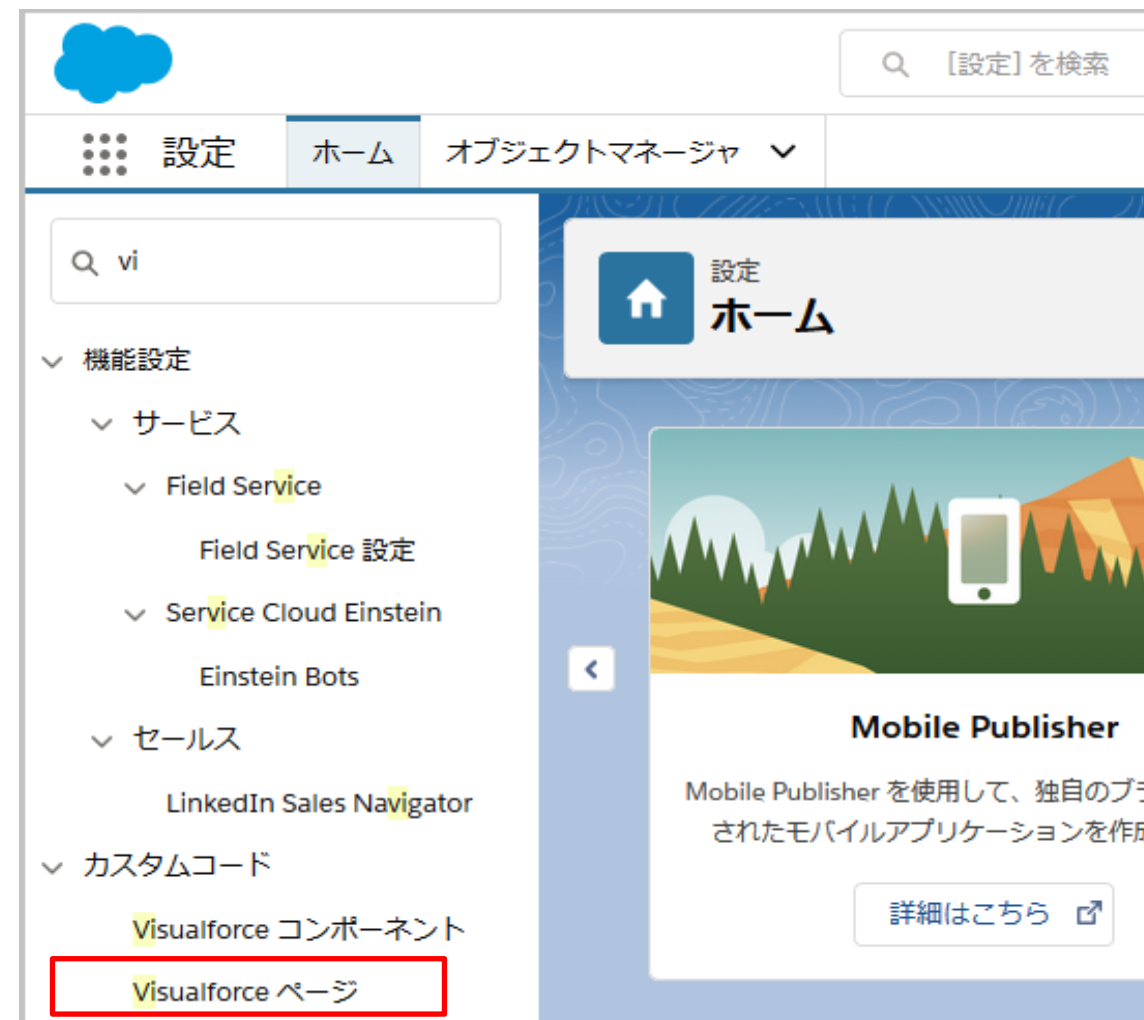 [設定] を検索
設定
ホーム
オブジェクトマネージャ
vi
機能設定
サービス
Field Service
Field Service 設定
Service Cloud Einstein
Einstein Bots
セールス
LinkedIn Sales Navigator
カスタムコード
Visualforce コンポーネント
Visualforce ページ
設定
ホーム
Mobile Publisher
Mobile Publisher を使用して、独自のブ
されたモバイルアプリケーションを作
詳細はこちら